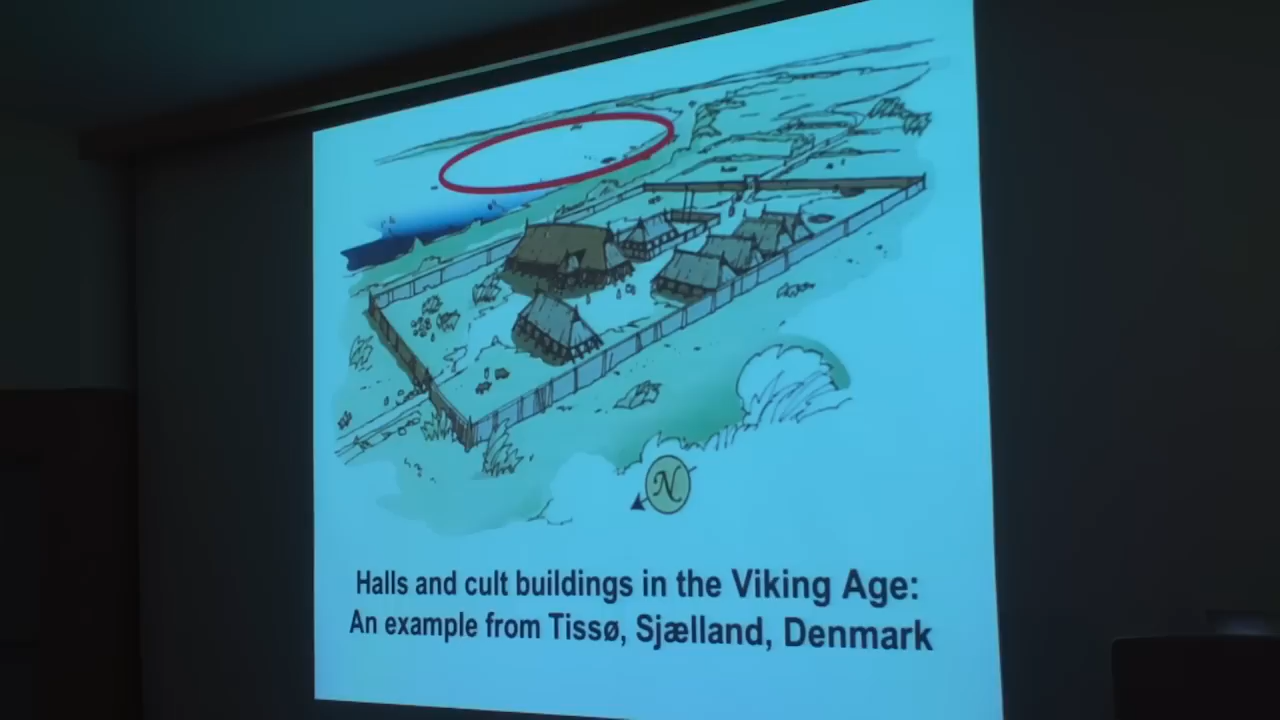 N
Halls and cult buildings in the Viking Age:
An example from Tissø, Sjælland, Denmark